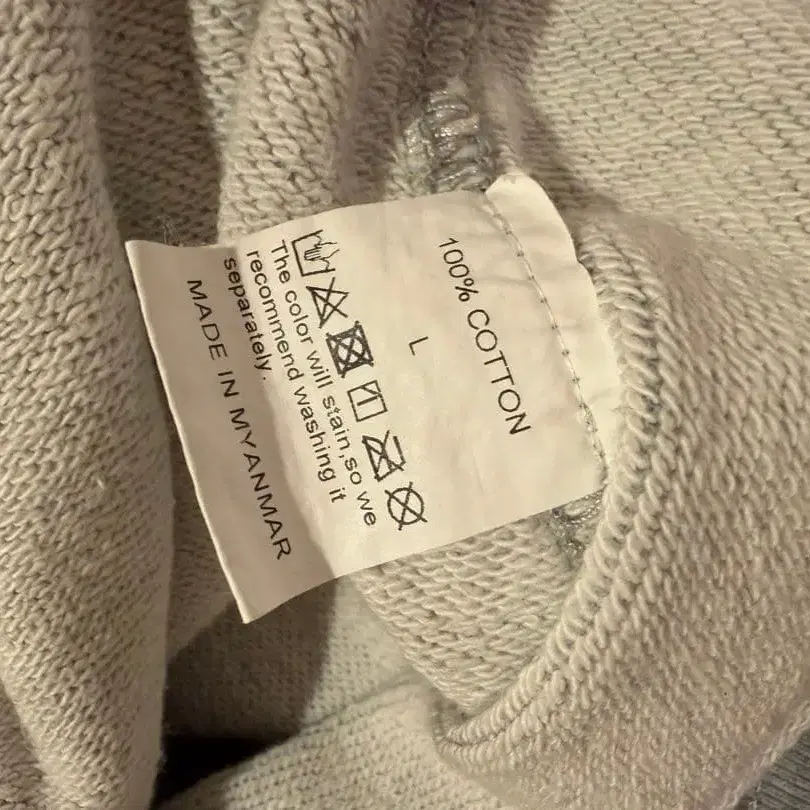 100% COTTON
L
The color will stain,so we
recommend washing it
separately.
MADE IN MYANMAR